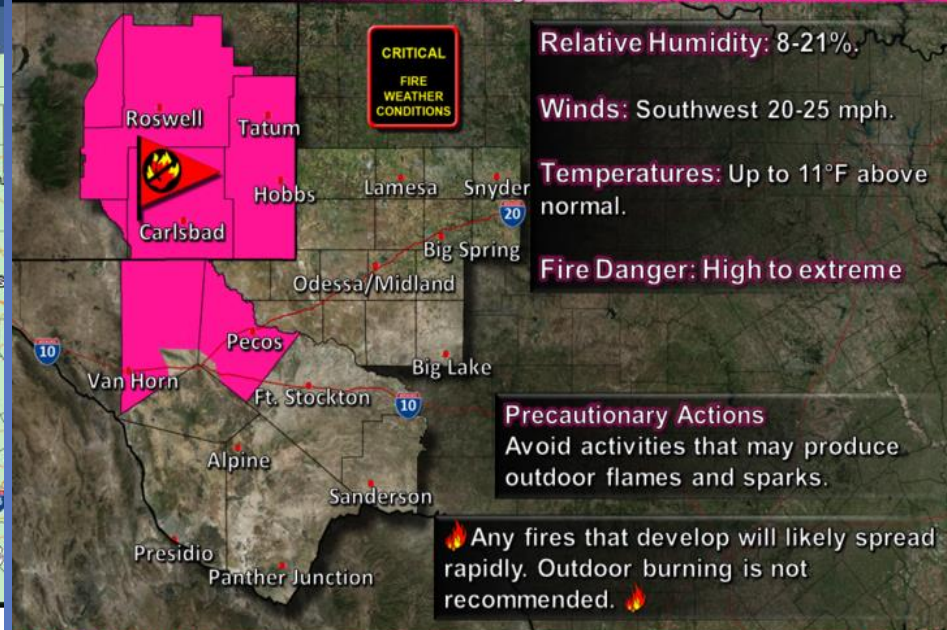 CRITICAL
FIRE
WEATHER
CONDITIONS
Relative Humidity: 8-21%.
Winds: Southwest 20-25 mph.
Temperatures: Up to 11°F above
normal.
Fire Danger: High to extreme
Roswell
Tatum
Hobbs
Carlsbad
Lamesa
Snyder
20
Big Spring
Odessa/Midland
Pecos
10
Van Horn
Big Lake
Ft. Stockton
10
Alpine
Sanderson
Presidio
Panther Junction
Precautionary Actions
Avoid activities that may produce
outdoor flames and sparks.
🔥Any fires that develop will likely spread
rapidly. Outdoor burning is not
recommended. 🔥